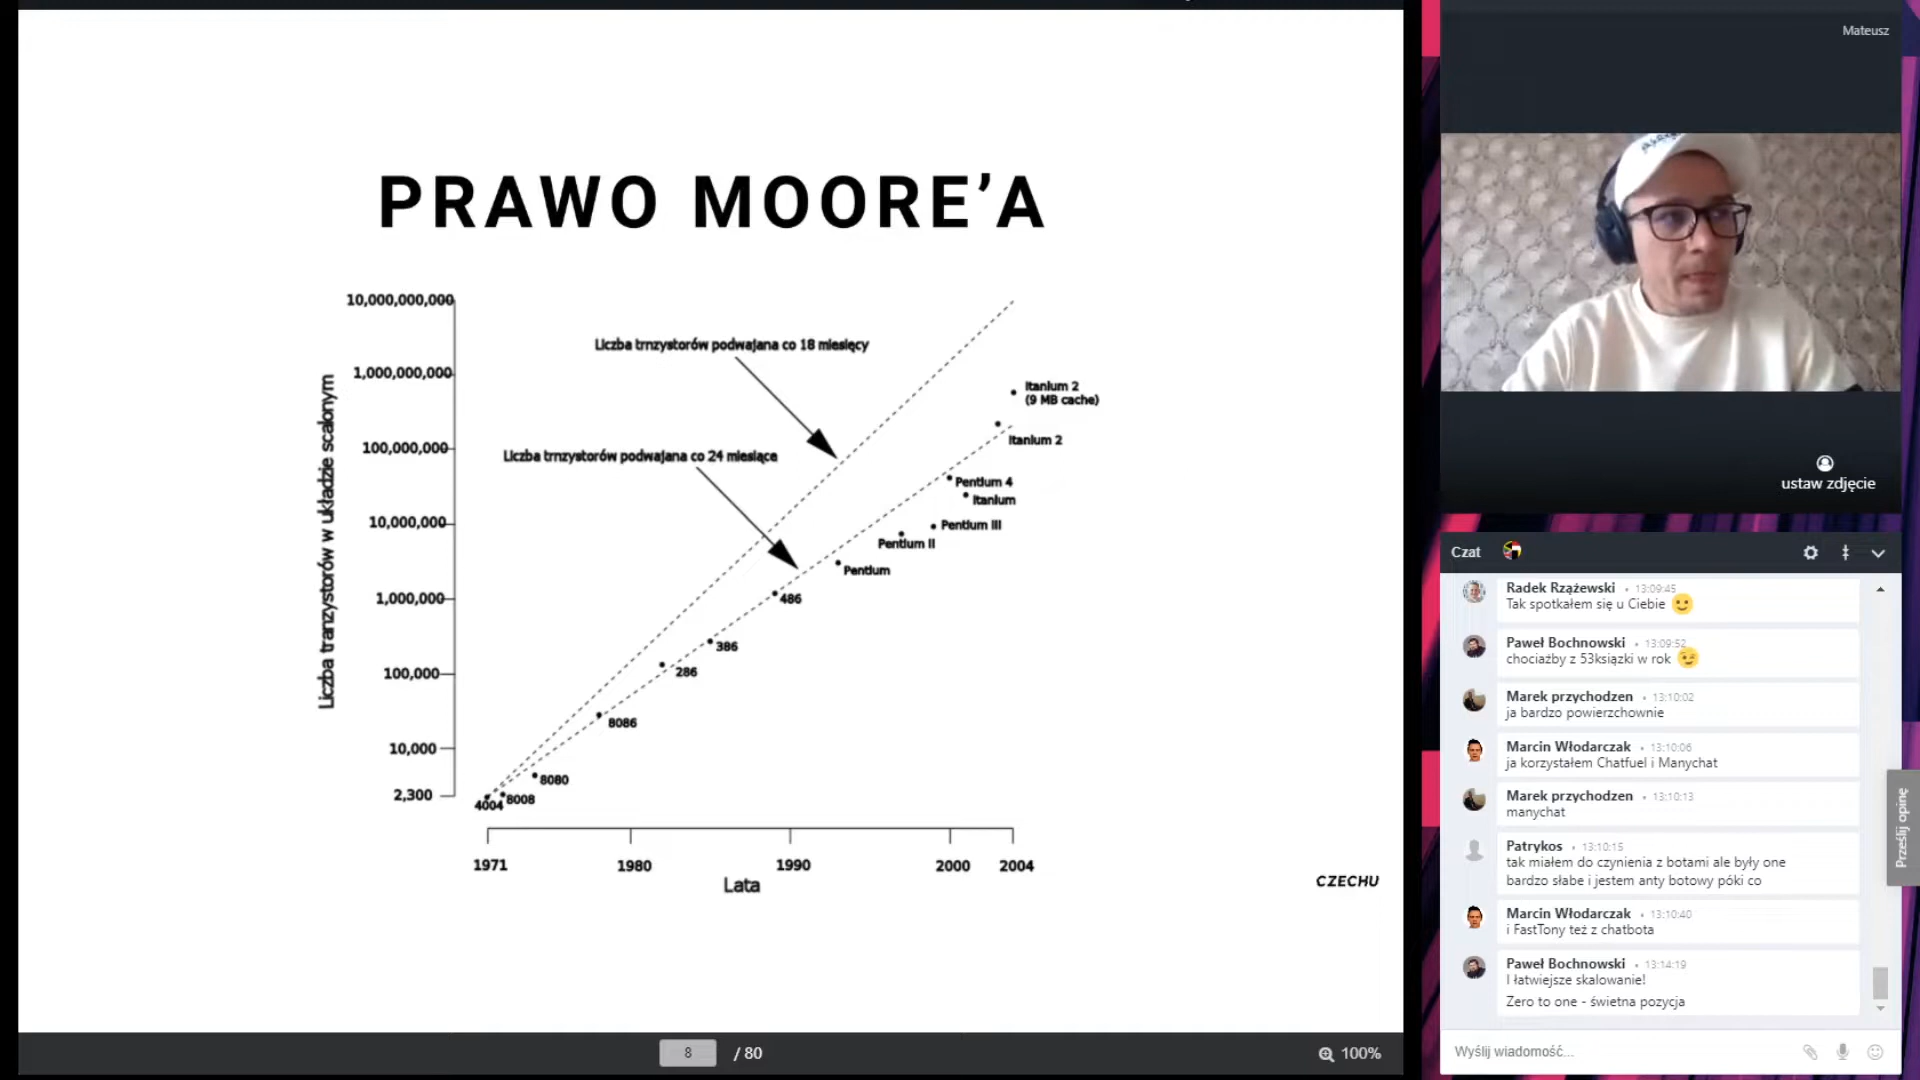 PRAWO MOORE’A
10,000,000,000
1,000,000,000
100,000,000
10,000,000
1,000,000
100,000
10,000
2,300
Liczba tranzystorów w układzie scalonym
Liczba trnzystorów podwajana co 18 miesięcy
Liczba trnzystorów podwajana co 24 miesiące
Itanium 2
(9 MB cache)
Itanium 2
Pentium 4
Itanium
Pentium III
Pentium II
Pentium
486
386
286
8086
8080
8008
4004
1971
1980
1990
2000
2004
Lata
CZECHU
8 / 80
100%
Mateusz
ustaw zdjęcie
Czat
Radek Rzążewski • 13:09:45
Tak spotkałem się u Ciebie
Paweł Bochnowski • 13:09:52
chociażby z 53książki w rok
Marek przychodzen • 13:10:02
ja bardzo powierzchownie
Marcin Włodarczak • 13:10:06
ja korzystałem Chatfuel i Manychat
Marek przychodzen • 13:10:13
manychat
Patrykos • 13:10:15
tak miałem do czynienia z botami ale były one
bardzo słabe i jestem anty botowy póki co
Marcin Włodarczak • 13:10:40
i FastTony też z chatbota
Paweł Bochnowski • 13:14:19
I łatwiejsze skalowanie!
Zero to one - świetna pozycja
Wyślij wiadomość...
Prześlij opinę